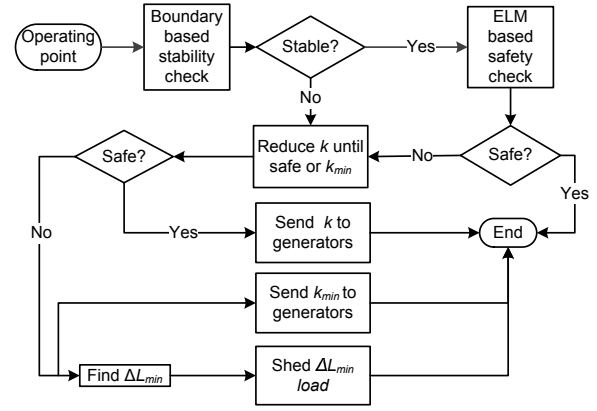 Operating
point
Boundary
based
stability
check
Stable?
Yes
ELM
based
safety
check
No
Safe?
Reduce k until
safe or kmin
No
Safe?
Yes
No
Yes
Send k to
generators
End
Send kmin to
generators
Find ΔLmin
Shed ΔLmin
load